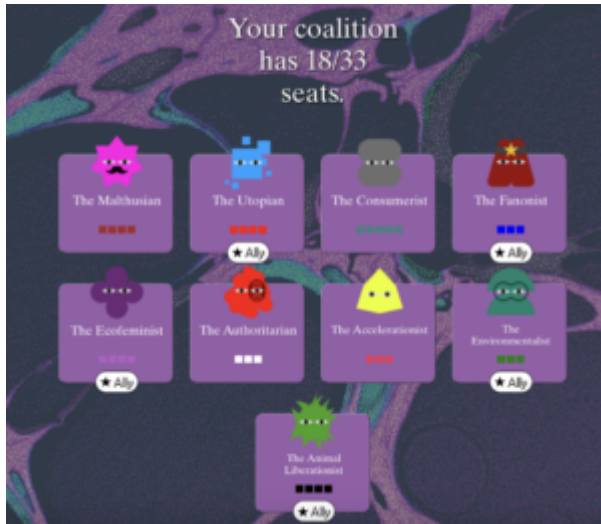 Your coalition
has 18/33
seats.
The Malthusian
The Utopian
The Consumerist
The Fanonist
★ Ally
★ Ally
The Ecofeminist
The Authoritarian
The Accelerationist
The
Environmentalist
★ Ally
★ Ally
The Animal
Liberationist
★ Ally